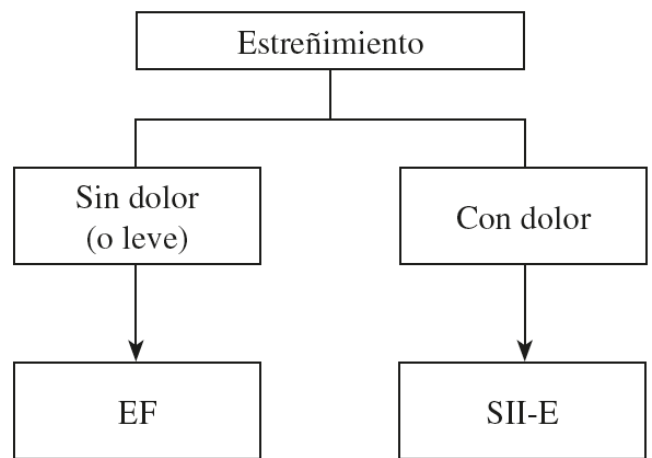 Estreñimiento
Sin dolor
(o leve)
Con dolor
EF
SII-E